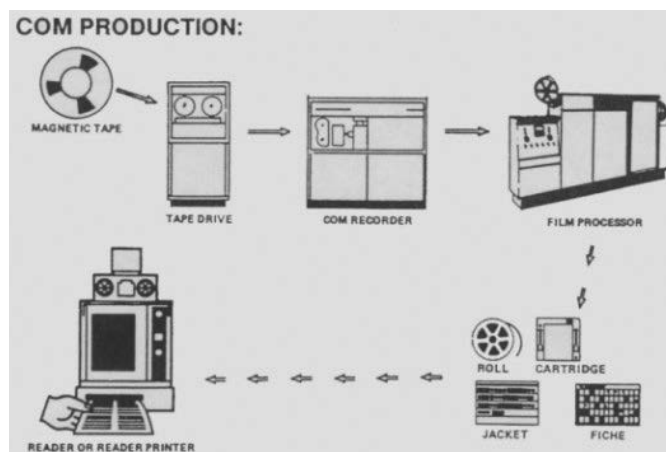 COM PRODUCTION:
MAGNETIC TAPE
TAPE DRIVE
COM RECORDER
FILM PROCESSOR
ROLL
CARTRIDGE
JACKET
FICHE
READER OR READER PRINTER